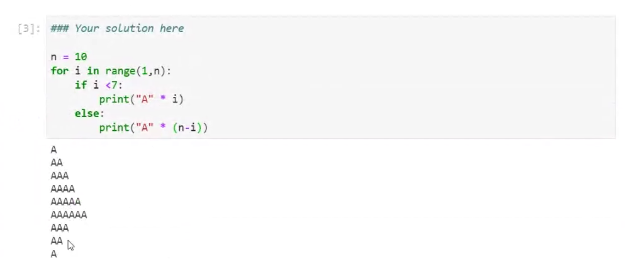 [3]: ### Your solution here
n = 10
for i in range(1,n):
    if i <7:
        print("A" * i)
    else:
        print("A" * (n-i))
A
AA
AAA
AAAA
AAAAA
AAAAAA
AAA
AA
A